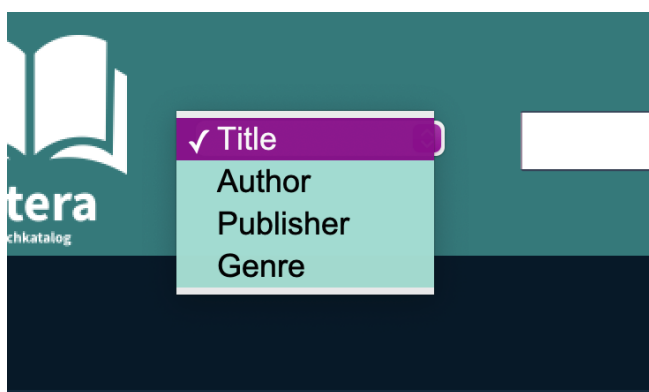 ✓ Title
Author
Publisher
Genre
tera
chkatalog